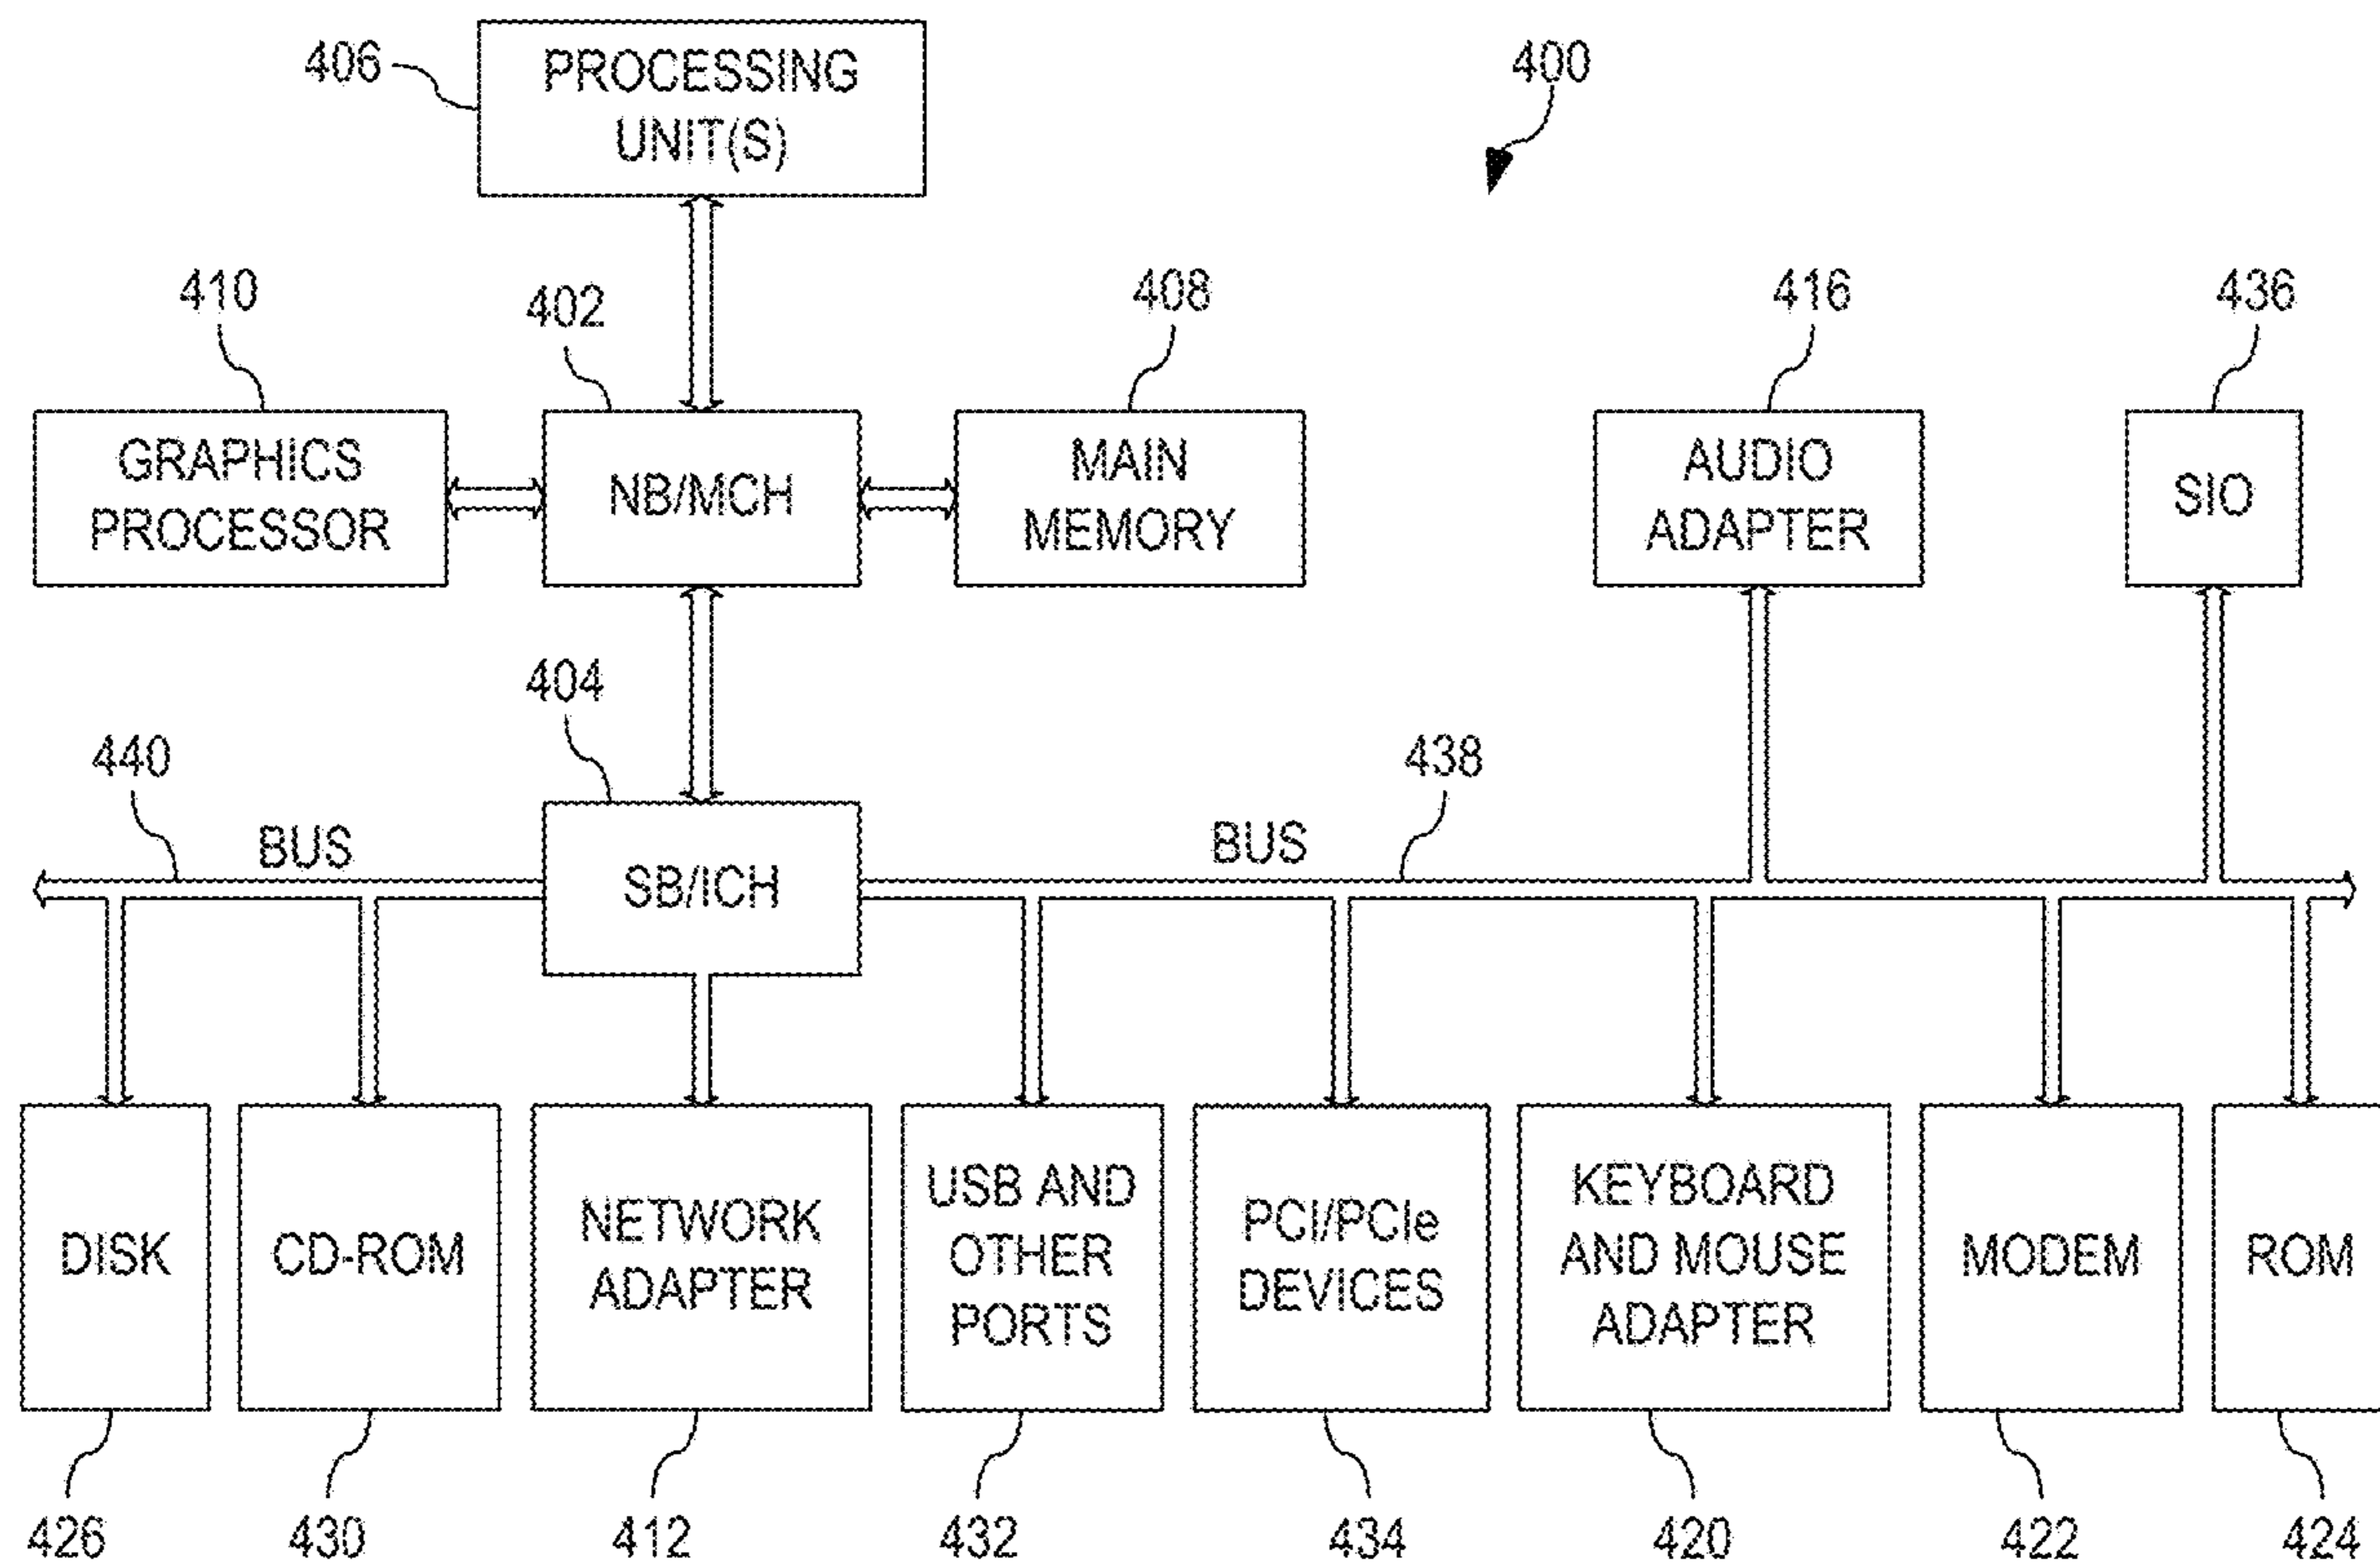 406
PROCESSING
UNIT(S)
400
410
402
408
416
436
GRAPHICS
PROCESSOR
NB/MCH
MAIN
MEMORY
AUDIO
ADAPTER
SIO
404
440
BUS
SB/ICH
BUS
438
DISK
CD-ROM
NETWORK
ADAPTER
USB AND
OTHER
PORTS
PCI/PCIe
DEVICES
KEYBOARD
AND MOUSE
ADAPTER
MODEM
ROM
426
430
412
432
434
420
422
424